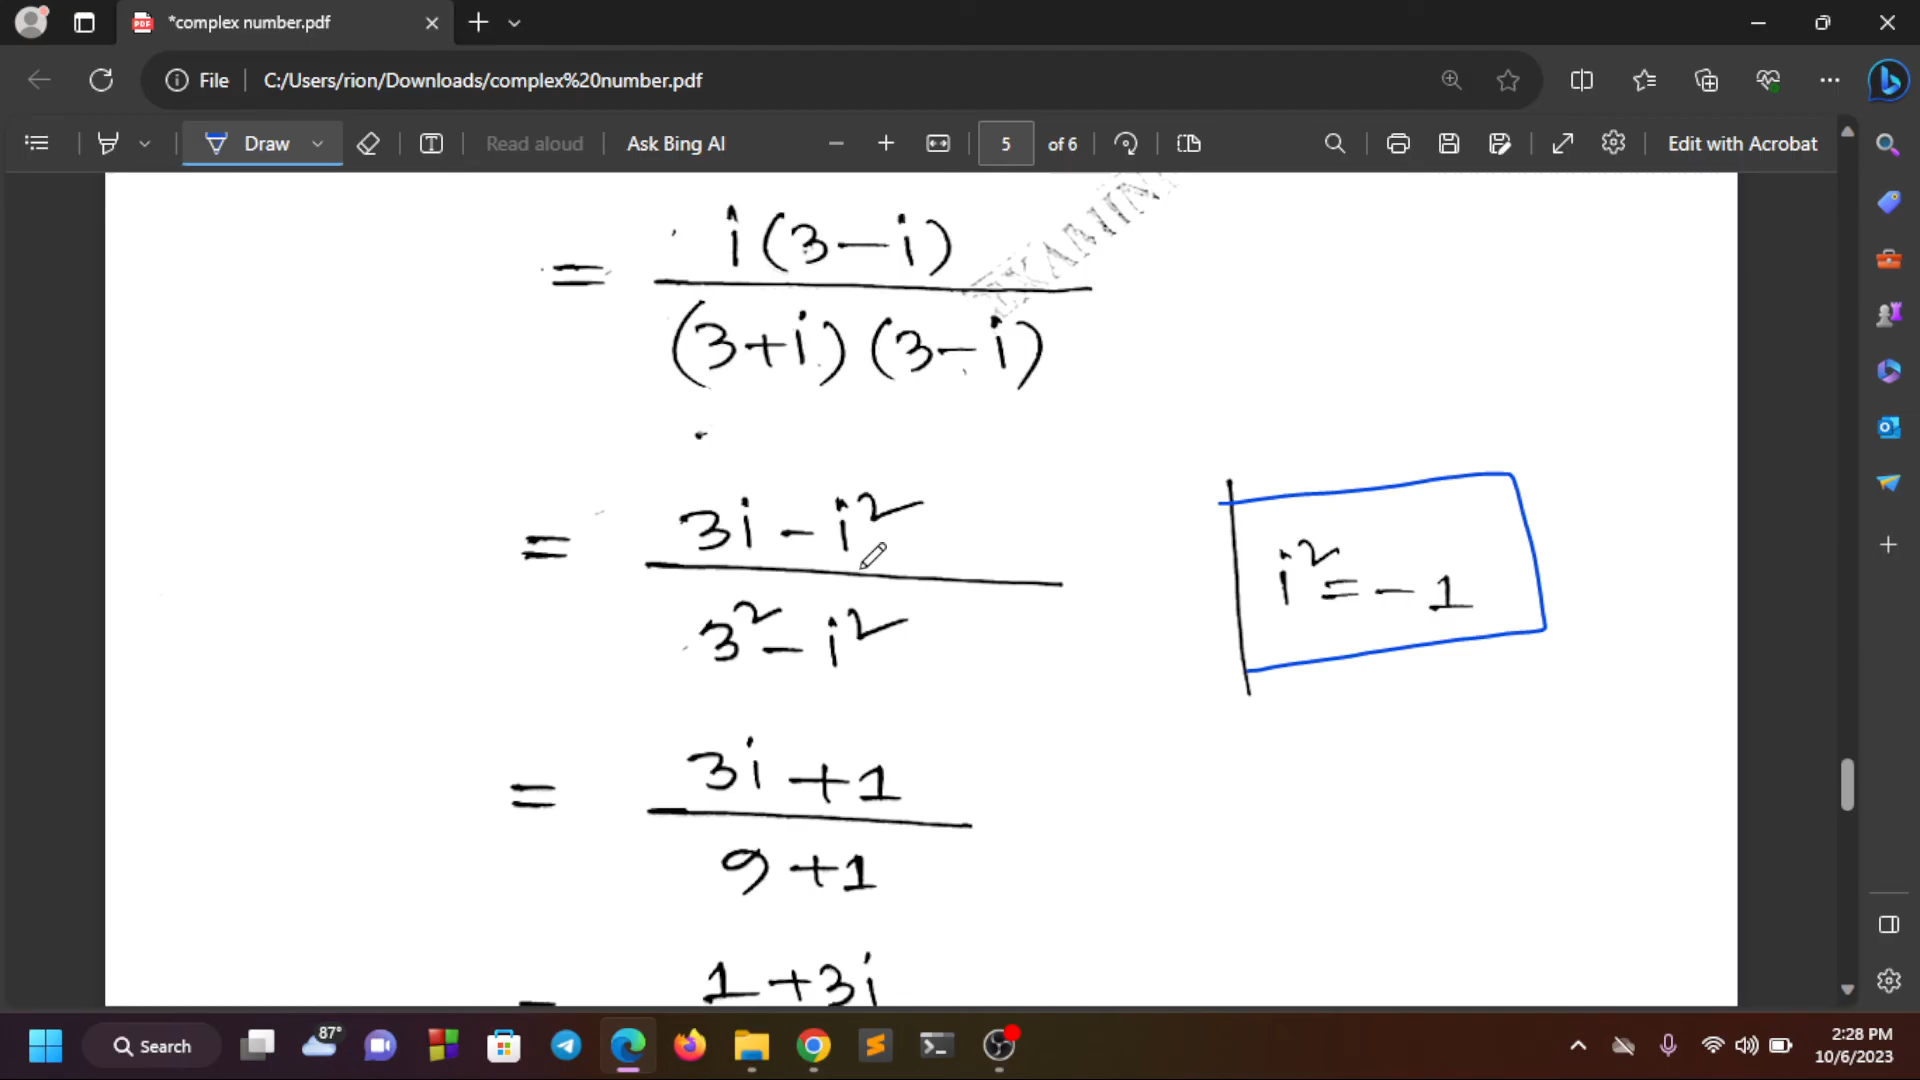 *complex number.pdf
File
C:/Users/rion/Downloads/complex%20number.pdf
Draw
Read aloud
Ask Bing AI
5
of 6
Edit with Acrobat
= i(3-i)
(3+i)(3-i)
= 3i-i²
3²-i²
i²=-1
= 3i+1
9+1
= 1+3i
Search
87°
2:28 PM
10/6/2023